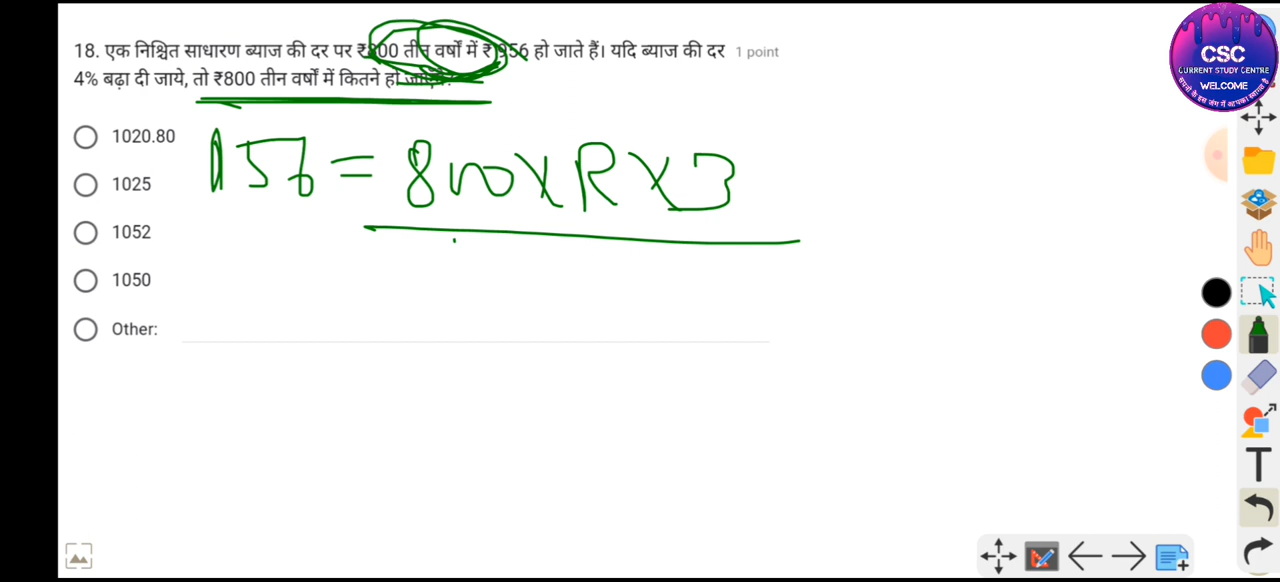 18. एक निश्चित साधारण ब्याज की दर पर ₹800 तीन वर्षों में ₹956 हो जाते हैं। यदि ब्याज की दर 1 point
4% बढ़ा दी जाये, तो ₹800 तीन वर्षों में कितने हो
1020.80
1025
1052
1050
Other:
156 = 800 × R × 3
CSC
CURRENT STUDY CENTRE
WELCOME
T